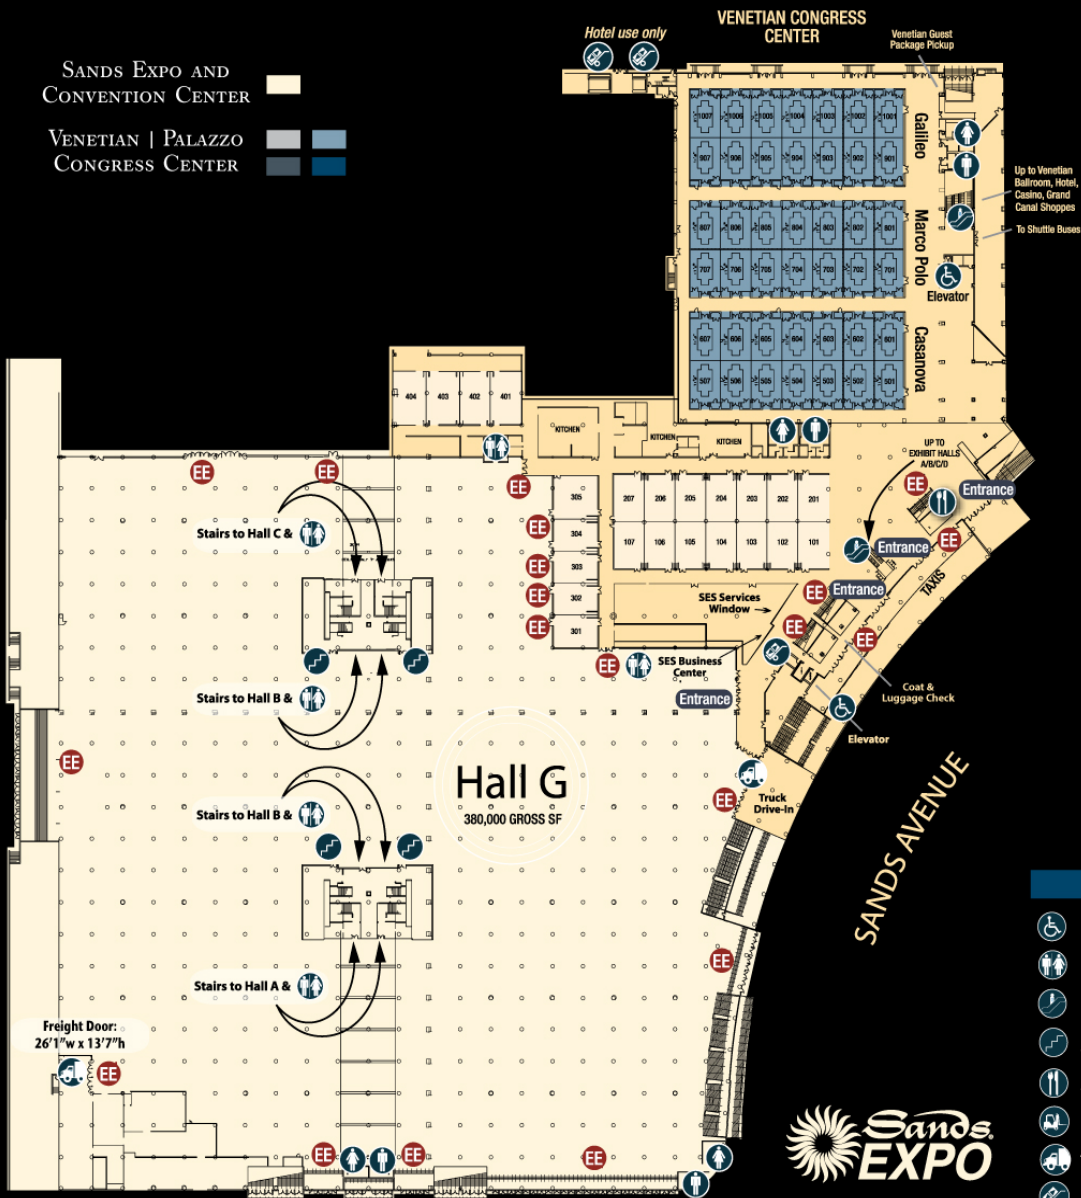 VENETIAN CONGRESS
CENTER
Hotel use only
Venetian Guest
Package Pickup
SANDS EXPO AND
CONVENTION CENTER
VENETIAN | PALAZZO
CONGRESS CENTER
1007 1006 1005 1004 1003 1002 1001
907 906 905 904 903 902 901
Galileo
Up to Venetian
Ballroom, Hotel,
Casino, Grand
Canal Shoppes
To Shuttle Buses
807 806 805 804 803 802 801
707 706 705 704 703 702 701
Marco Polo
Elevator
607 606 605 604 603 602 601
507 506 505 504 503 502 501
Casanova
404 403 402 401
KITCHEN
KITCHEN
KITCHEN
UP TO
EXHIBIT HALLS
A/B/C/D
EE
Entrance
EE
EE
EE
305
207 206 205 204 203 202 201
Stairs to Hall C &
EE
304
107 106 105 104 103 102 101
EE
Entrance
EE
303
TAXIS
EE
302
SES Services
Window
EE
Entrance
EE
301
EE
EE
EE
SES Business
Center
Coat &
Luggage Check
Stairs to Hall B &
Entrance
Elevator
EE
Hall G
380,000 GROSS SF
Stairs to Hall B &
EE
Truck
Drive-In
SANDS AVENUE
Stairs to Hall A &
EE
Freight Door:
26'1"w x 13'7"h
EE
EE
EE
EE
Sands
EXPO